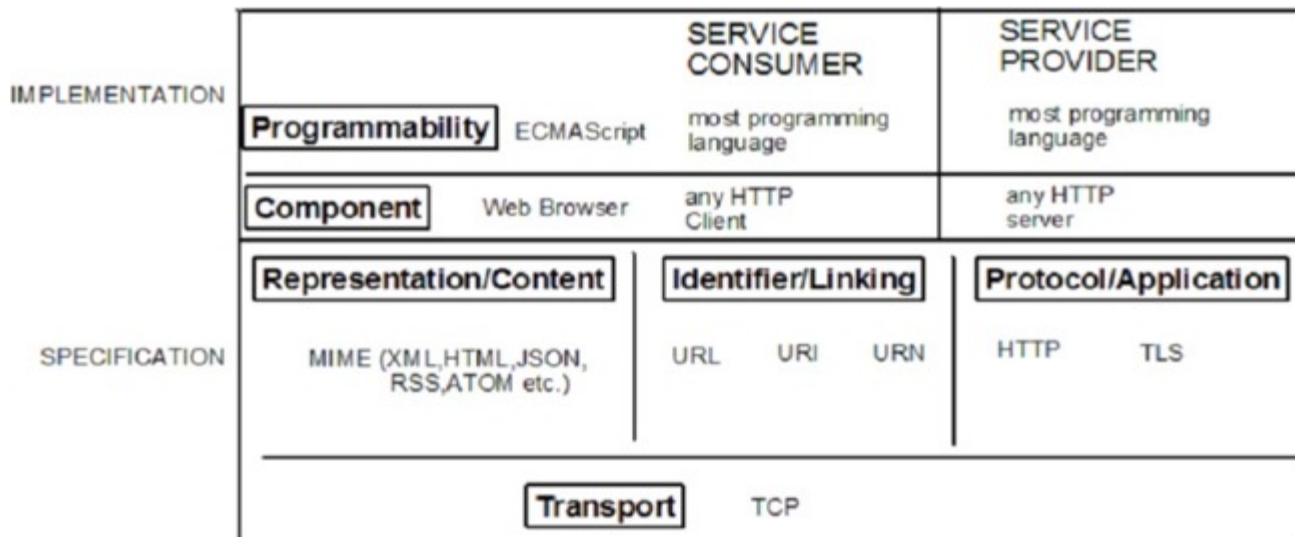 SERVICE
CONSUMER
SERVICE
PROVIDER
IMPLEMENTATION
Programmability
ECMAScript
most programming
language
most programming
language
Component
Web Browser
any HTTP
Client
any HTTP
server
Representation/Content
Identifier/Linking
Protocol/Application
SPECIFICATION
MIME (XML,HTML,JSON,
RSS,ATOM etc.)
URL URI URN
HTTP TLS
Transport
TCP